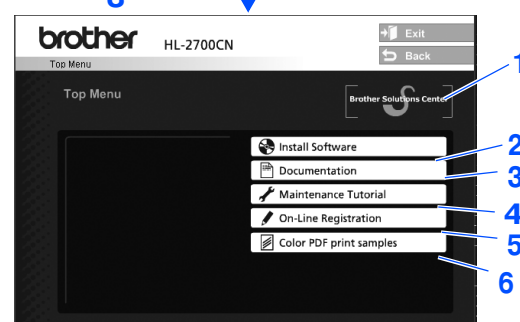 brother
HL-2700CN
Exit
Back
Top Menu
Top Menu
Brother Solutions Center
1
Install Software
2
Documentation
3
Maintenance Tutorial
4
On-Line Registration
5
Color PDF print samples
6